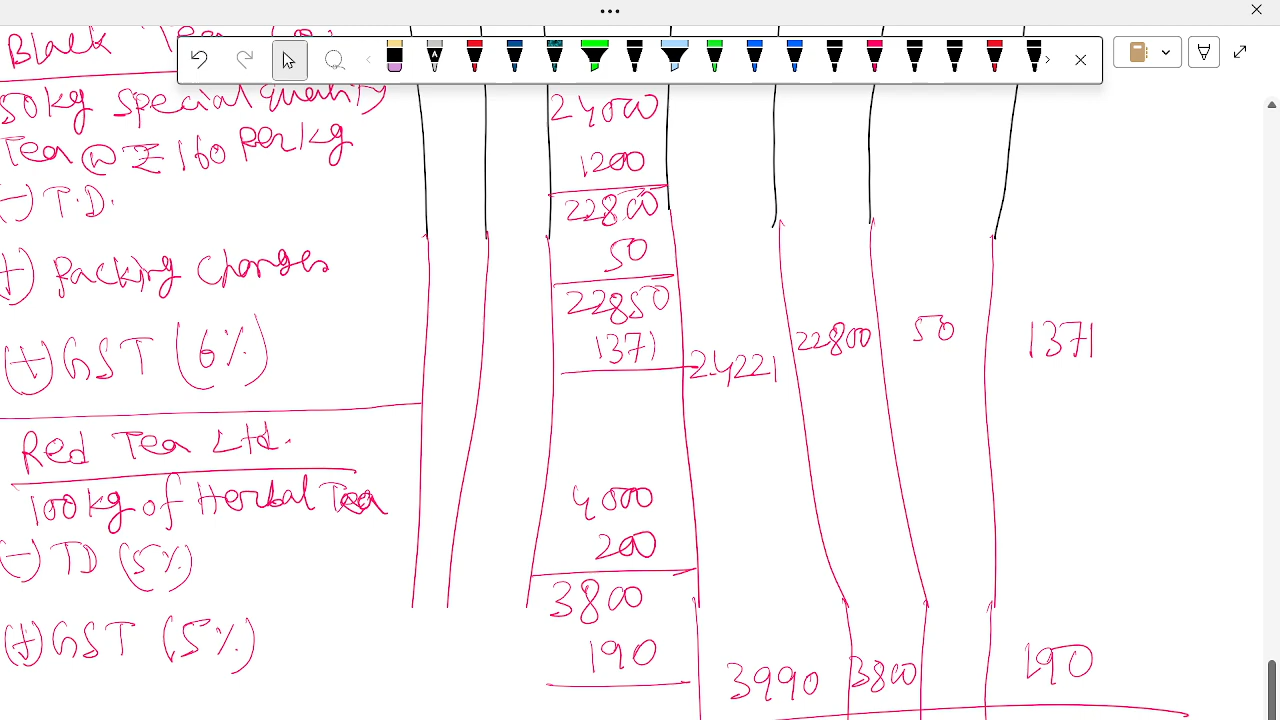 Black Tea
50kg Special quality 24000
Tea @ ₹ 160 Per kg 1200
(-) T.D. 22800
50
(+) Packing Charges 22850
(+) GST (6%) 1371 24221 22800 50 1371
Red Tea Ltd.
100kg of Herbal Tea 4000
(-) TD (5%) 200
3800
(+) GST (5%) 190 3990 3800 190